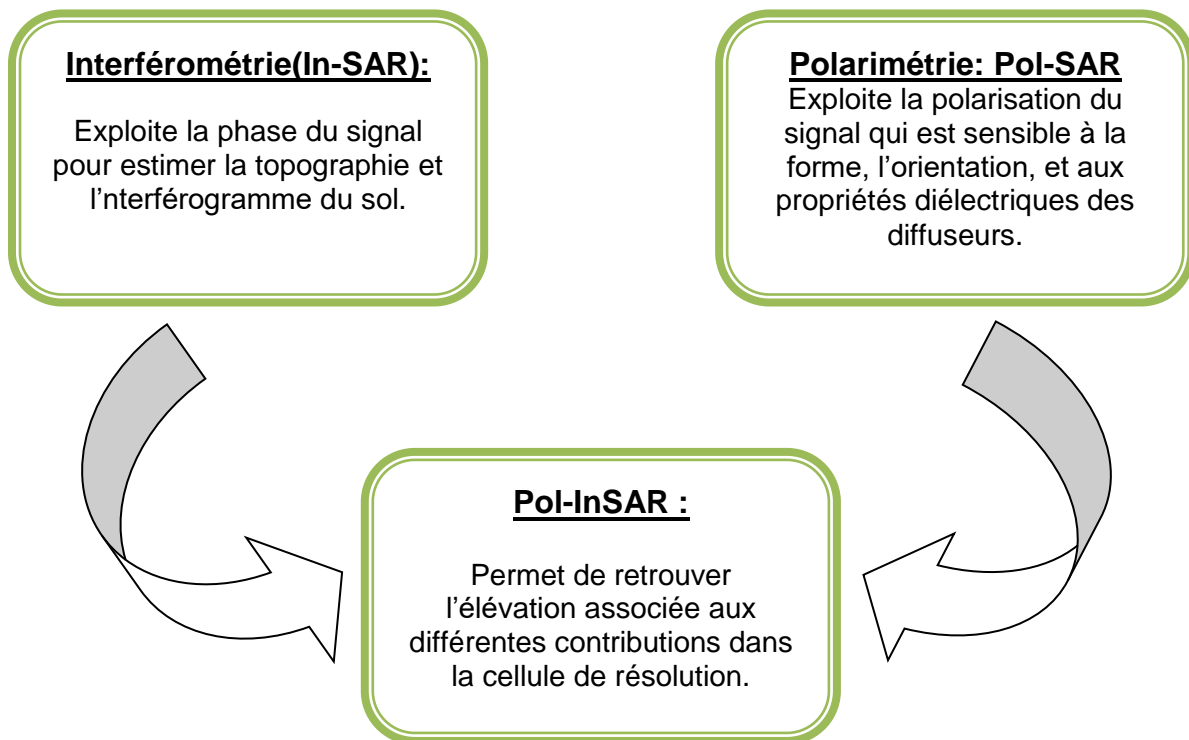 Interférométrie(In-SAR):
Exploite la phase du signal
pour estimer la topographie et
l’nterférogramme du sol.
Polarimétrie: Pol-SAR
Exploite la polarisation du
signal qui est sensible à la
forme, l’orientation, et aux
propriétés diélectriques des
diffuseurs.
Pol-InSAR :
Permet de retrouver
l’élévation associée aux
différentes contributions dans
la cellule de résolution.